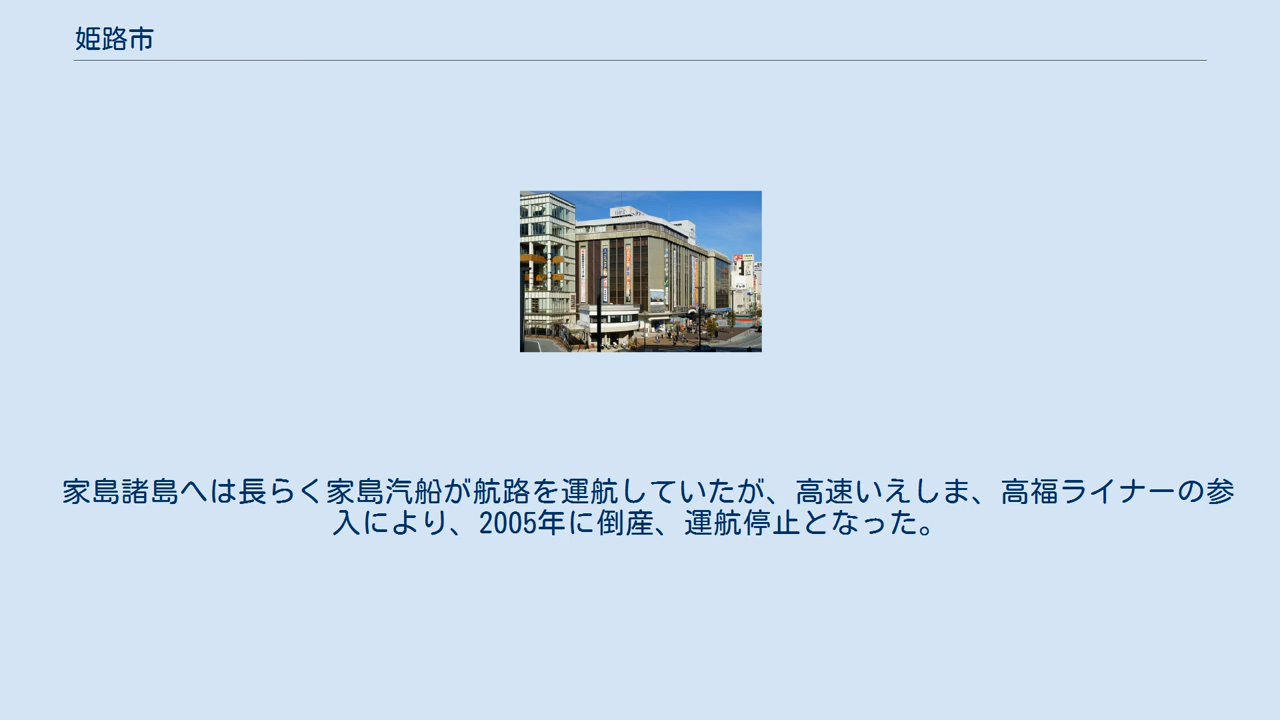 姫路市
家島諸島へは長らく家島汽船が航路を運航していたが、高速いえしま、高福ライナーの参
入により、2005年に倒産、運航停止となった。